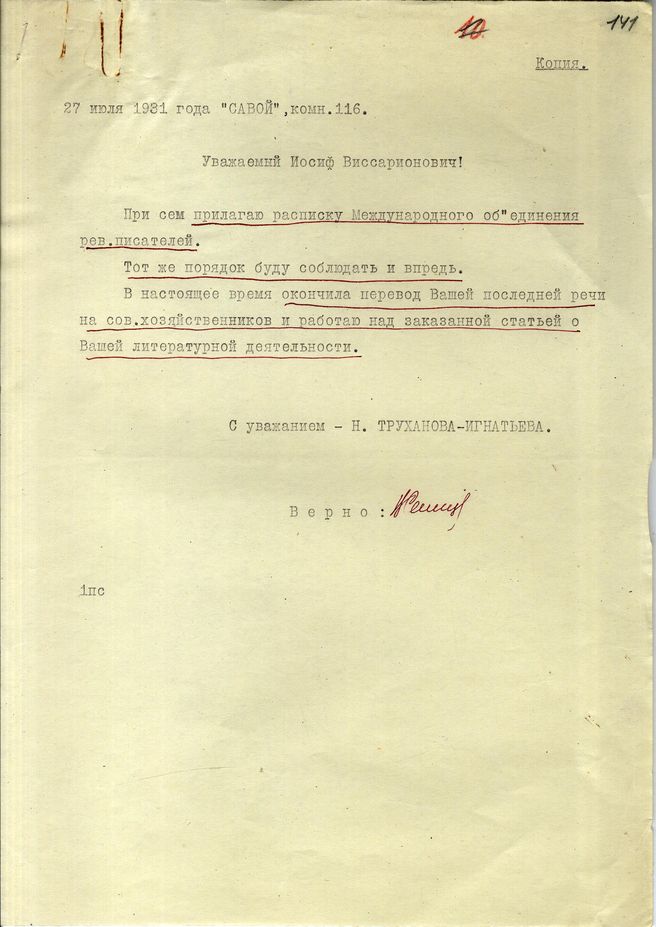 10
141
Копия.
27 июля 1931 года "САВОЙ",комн.116.
Уважаемый Иосиф Виссарионович!
При сем прилагаю расписку Международного об"единения
рев.писателей.
Тот же порядок буду соблюдать и впредь.
В настоящее время окончила перевод Вашей последней речи
на сов.хозяйственников и работаю над заказанной статьей о
Вашей литературной деятельности.
С уважанием - Н. ТРУХАНОВА-ИГНАТЬЕВА.
Верно:
1пс